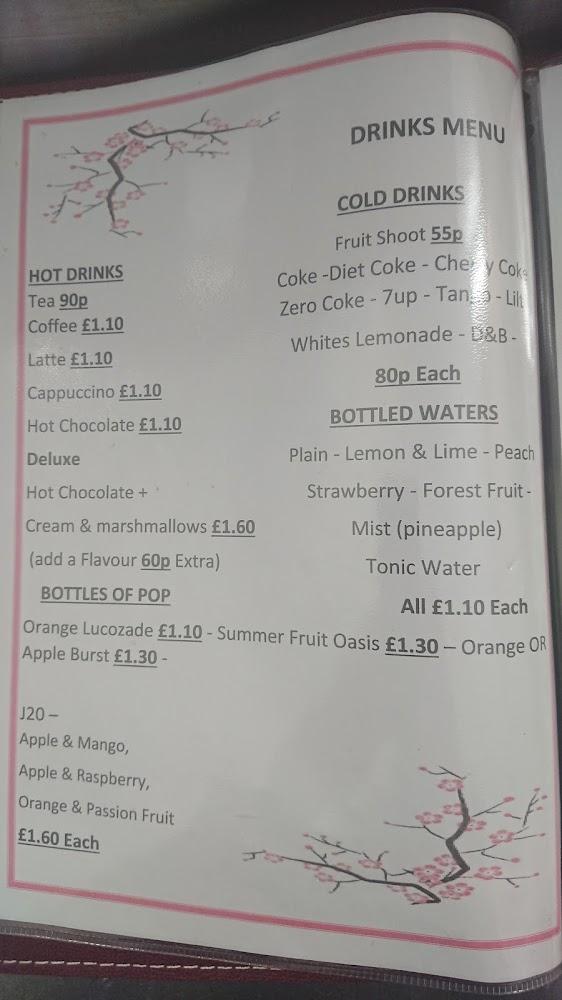 DRINKS MENU
HOT DRINKS
Tea 90p
Coffee £1.10
Latte £1.10
Cappuccino £1.10
Hot Chocolate £1.10
Deluxe
Hot Chocolate +
Cream & marshmallows £1.60
(add a Flavour 60p Extra)
COLD DRINKS
Fruit Shoot 55p
Coke -Diet Coke - Cherry Coke
Zero Coke - 7up - Tango - Lilt
Whites Lemonade - D&B -
80p Each
BOTTLED WATERS
Plain - Lemon & Lime - Peach
Strawberry - Forest Fruit -
Mist (pineapple)
Tonic Water
All £1.10 Each
BOTTLES OF POP
Orange Lucozade £1.10 - Summer Fruit Oasis £1.30 – Orange OR
Apple Burst £1.30 -
J20 –
Apple & Mango,
Apple & Raspberry,
Orange & Passion Fruit
£1.60 Each